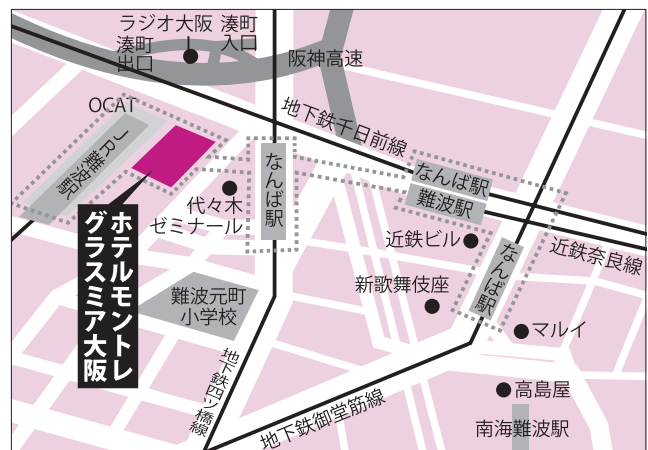 ラジオ大阪
湊町
入口
湊町
出口
阪神高速
OCAT
地下鉄千日前線
JR難波駅
なんば駅
なんば駅
難波駅
代々木
ゼミナール
近鉄ビル
近鉄奈良線
ホテルモントレ
グラスミア大阪
なんば駅
新歌舞伎座
難波元町
小学校
マルイ
地下鉄四ツ橋線
高島屋
地下鉄御堂筋線
南海難波駅